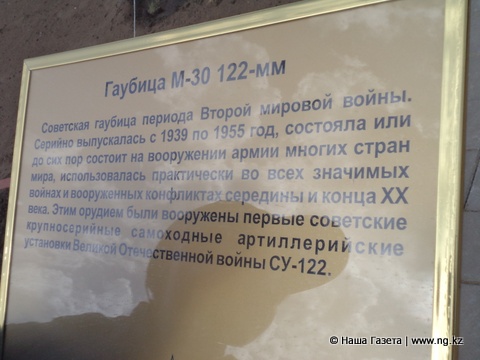 Гаубица М-30 122-мм
Советская гаубица периода Второй мировой войны.
Серийно выпускалась с 1939 по 1955 год, состояла или
до сих пор состоит на вооружении армии многих стран
мира, использовалась практически во всех значимых
войнах и вооруженных конфликтах середины и конца XX
века. Этим орудием были вооружены первые советские
крупносерийные самоходные артиллерийские
установки Великой Отечественной войны СУ-122.
© Наша Газета | www.ng.kz